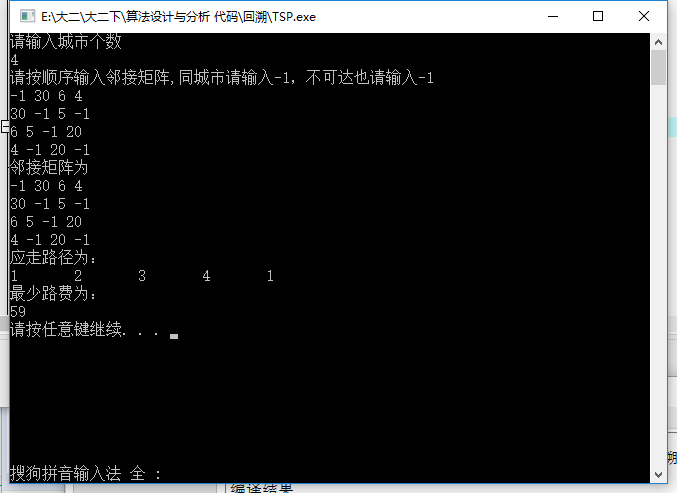 E:\大二\大二下\算法设计与分析 代码\回溯\TSP.exe
请输入城市个数
4
请按顺序输入邻接矩阵,同城市请输入-1，不可达也请输入-1
-1 30 6 4
30 -1 5 -1
6 5 -1 20
4 -1 20 -1
邻接矩阵为
-1 30 6 4
30 -1 5 -1
6 5 -1 20
4 -1 20 -1
应走路径为：
1 2 3 4 1
最少路费为：
59
请按任意键继续. . .
搜狗拼音输入法 全 :
编译结果